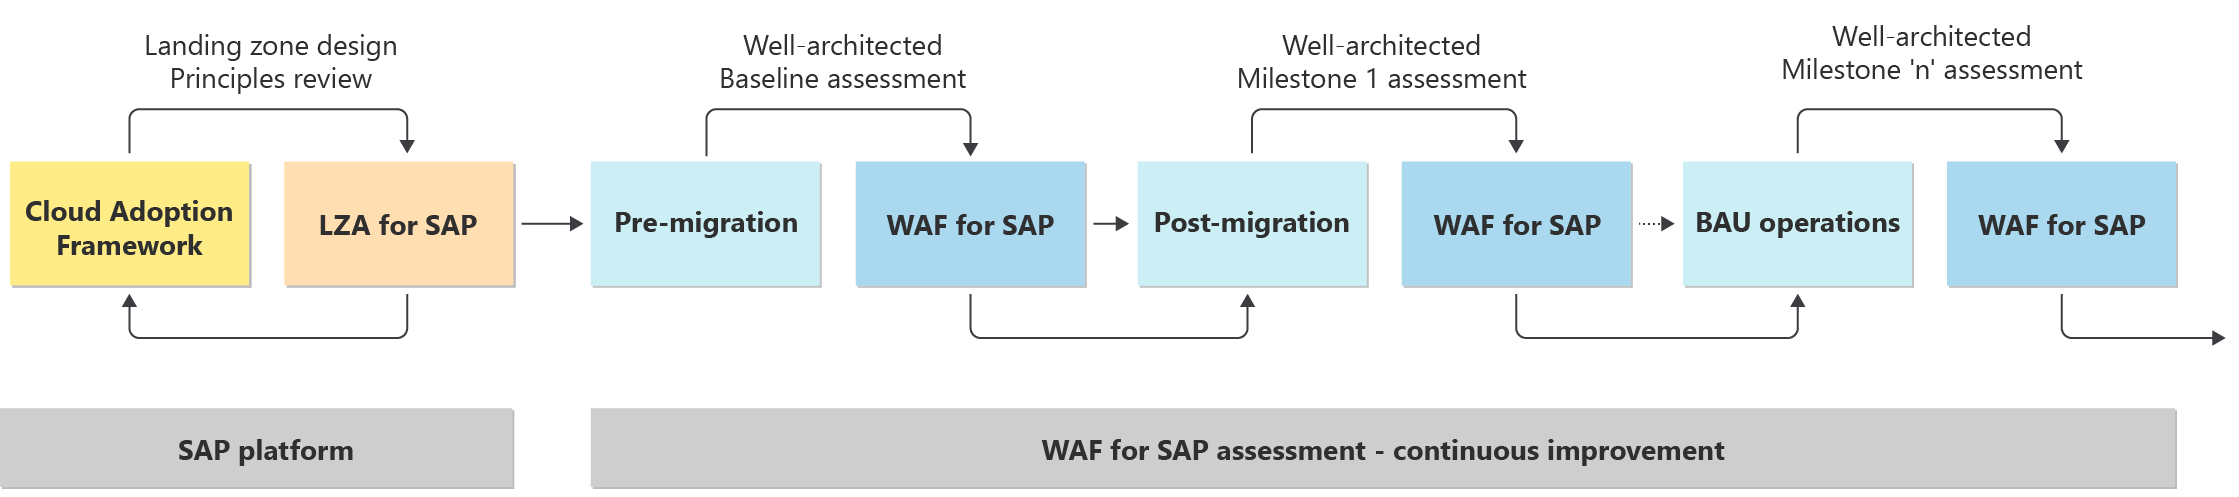 Landing zone design
Principles review
Well-architected
Baseline assessment
Well-architected
Milestone 1 assessment
Well-architected
Milestone 'n' assessment
Cloud Adoption
Framework
LZA for SAP
Pre-migration
WAF for SAP
Post-migration
WAF for SAP
BAU operations
WAF for SAP
SAP platform
WAF for SAP assessment - continuous improvement